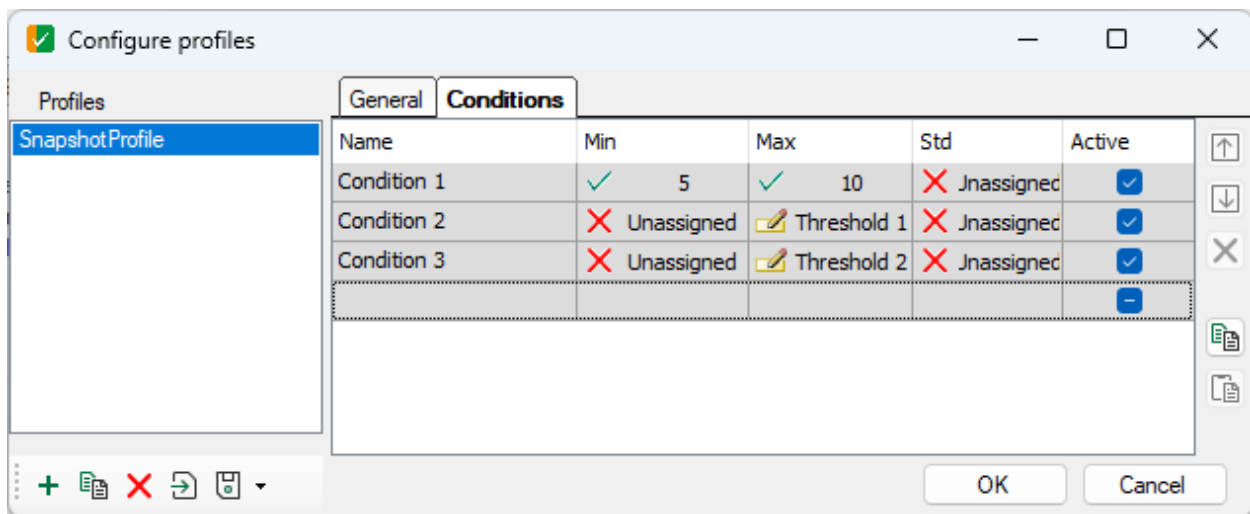 Configure profiles
Profiles
General Conditions
SnapshotProfile
Name Min Max Std Active
Condition 1 5 10 Jnassigned
Condition 2 Unassigned Threshold 1 Jnassigned
Condition 3 Unassigned Threshold 2 Jnassigned
OK Cancel